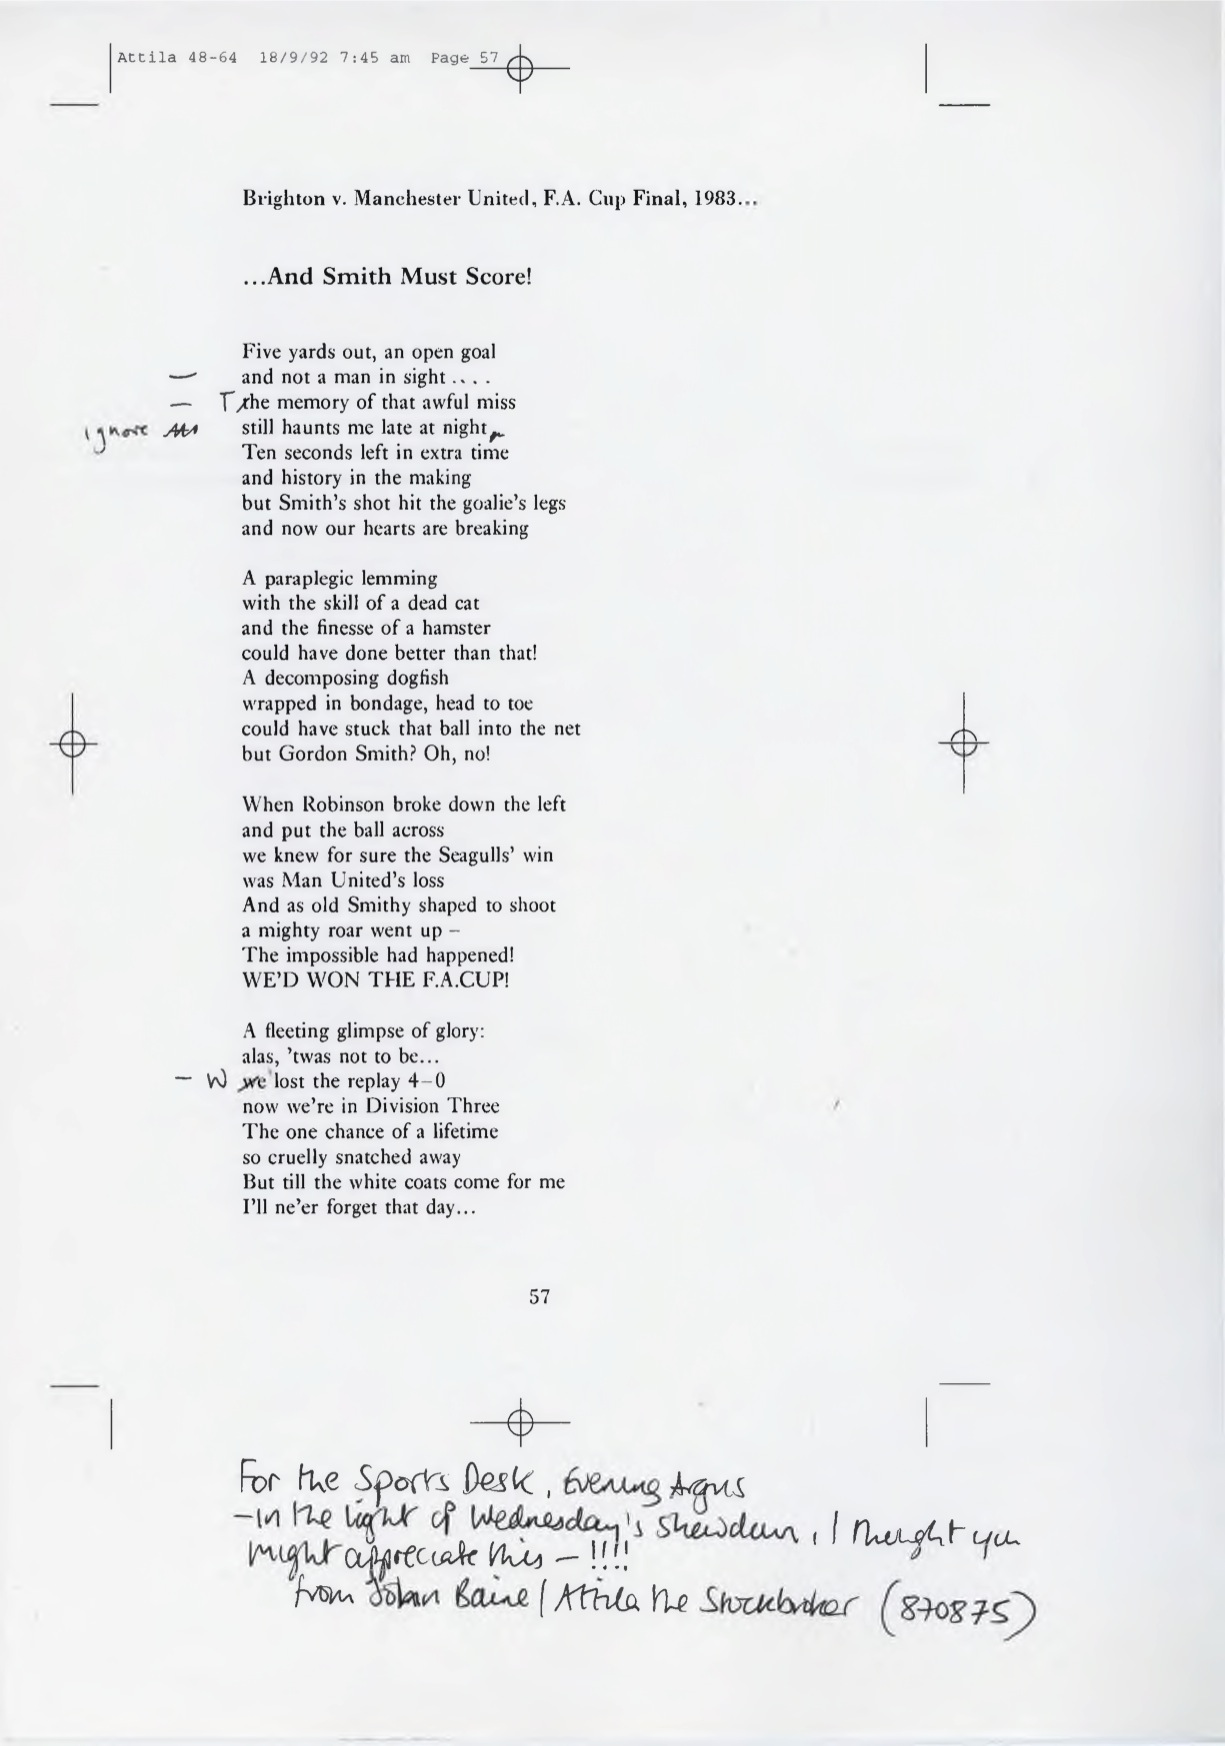 Attila 48-64 18/9/92 7:45 am Page 57
Brighton v. Manchester United, F.A. Cup Final, 1983...
...And Smith Must Score!
Five yards out, an open goal
and not a man in sight ....
T the memory of that awful miss
ignore
still haunts me late at night
Ten seconds left in extra time
and history in the making
but Smith's shot hit the goalie's legs
and now our hearts are breaking
A paraplegic lemming
with the skill of a dead cat
and the finesse of a hamster
could have done better than that!
A decomposing dogfish
wrapped in bondage, head to toe
could have stuck that ball into the net
but Gordon Smith? Oh, no!
When Robinson broke down the left
and put the ball across
we knew for sure the Seagulls' win
was Man United's loss
And as old Smithy shaped to shoot
a mighty roar went up –
The impossible had happened!
WE'D WON THE F.A.CUP!
A fleeting glimpse of glory:
alas, 'twas not to be...
– W we lost the replay 4–0
now we're in Division Three
The one chance of a lifetime
so cruelly snatched away
But till the white coats come for me
I'll ne'er forget that day...
57
For the Sports Desk, Evening Argus
– in the light of Wednesday's showdown, I thought you
might appreciate this – !!!!
from John Baine / Attila the Stockbroker (870875)